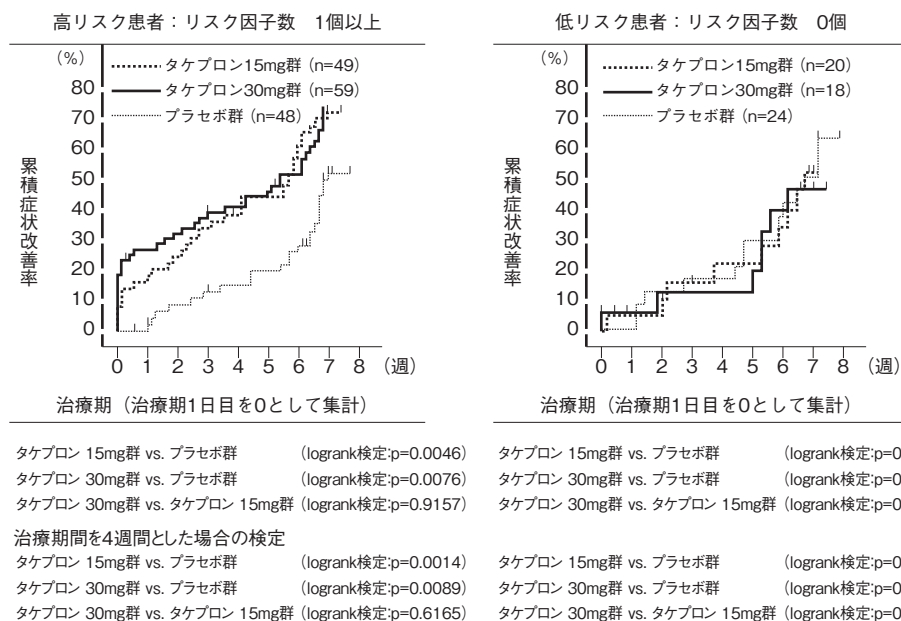 高リスク患者：リスク因子数　1個以上
(%)
80
70
60
50
40
30
20
10
0
累積症状改善率
タケプロン15mg群 (n=49)
タケプロン30mg群 (n=59)
プラセボ群 (n=48)
0 1 2 3 4 5 6 7 8 (週)
治療期（治療期1日目を0として集計）
タケプロン 15mg群 vs. プラセボ群 (logrank検定:p=0.0046)
タケプロン 30mg群 vs. プラセボ群 (logrank検定:p=0.0076)
タケプロン 30mg群 vs. タケプロン 15mg群 (logrank検定:p=0.9157)
治療期間を4週間とした場合の検定
タケプロン 15mg群 vs. プラセボ群 (logrank検定:p=0.0014)
タケプロン 30mg群 vs. プラセボ群 (logrank検定:p=0.0089)
タケプロン 30mg群 vs. タケプロン 15mg群 (logrank検定:p=0.6165)
低リスク患者：リスク因子数　0個
(%)
80
70
60
50
40
30
20
10
0
累積症状改善率
タケプロン15mg群 (n=20)
タケプロン30mg群 (n=18)
プラセボ群 (n=24)
0 1 2 3 4 5 6 7 8 (週)
治療期（治療期1日目を0として集計）
タケプロン 15mg群 vs. プラセボ群 (logrank検定:p=0
タケプロン 30mg群 vs. プラセボ群 (logrank検定:p=0
タケプロン 30mg群 vs. タケプロン 15mg群 (logrank検定:p=0
タケプロン 15mg群 vs. プラセボ群 (logrank検定:p=0
タケプロン 30mg群 vs. プラセボ群 (logrank検定:p=0
タケプロン 30mg群 vs. タケプロン 15mg群 (logrank検定:p=0